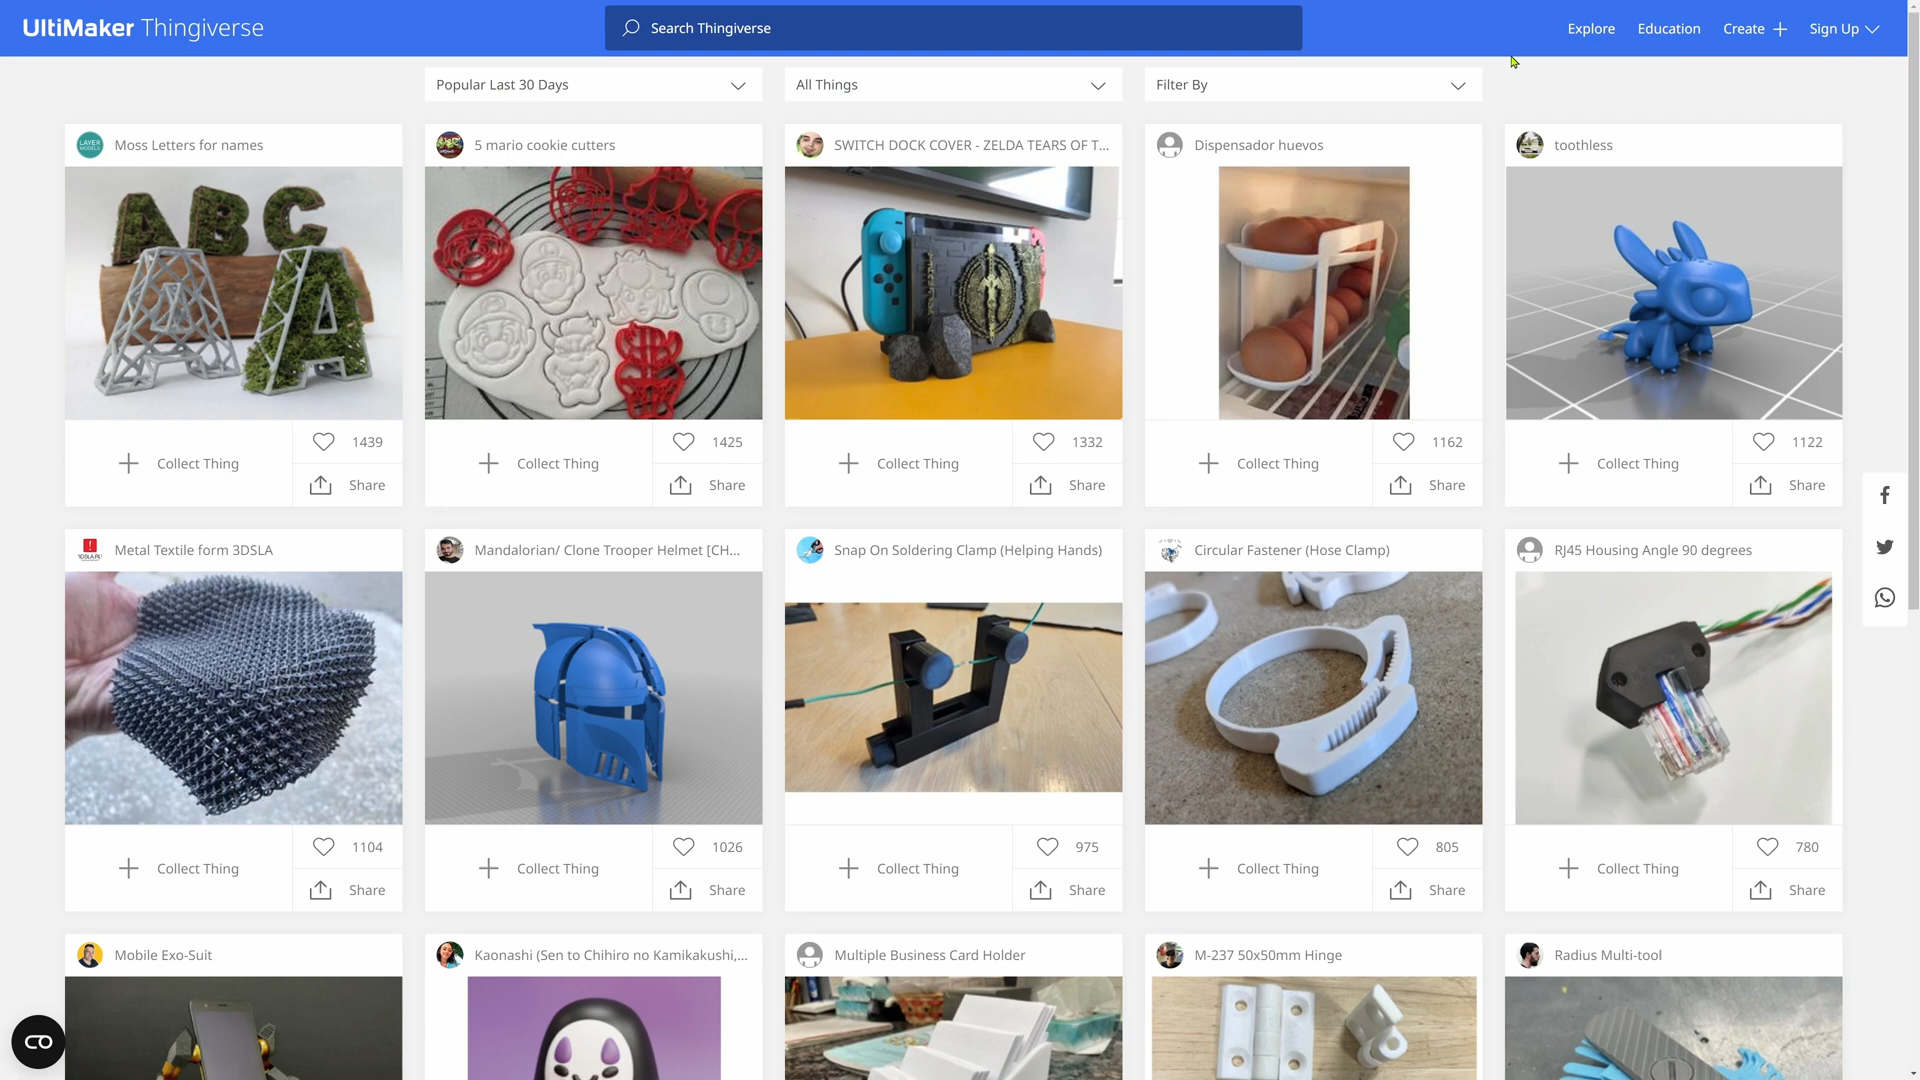 UltiMaker Thingiverse
Search Thingiverse
Explore
Education
Create
Sign Up
Popular Last 30 Days
All Things
Filter By
Moss Letters for names
5 mario cookie cutters
SWITCH DOCK COVER - ZELDA TEARS OF T...
Dispensador huevos
toothless
ABC
A A
Collect Thing
1439
Share
Collect Thing
1425
Share
Collect Thing
1332
Share
Collect Thing
1162
Share
Collect Thing
1122
Share
Metal Textile form 3DSLA
Mandalorian/ Clone Trooper Helmet [CH...
Snap On Soldering Clamp (Helping Hands)
Circular Fastener (Hose Clamp)
RJ45 Housing Angle 90 degrees
Collect Thing
1104
Share
Collect Thing
1026
Share
Collect Thing
975
Share
Collect Thing
805
Share
Collect Thing
780
Share
Mobile Exo-Suit
Kaonashi (Sen to Chihiro no Kamikakushi,...
Multiple Business Card Holder
M-237 50x50mm Hinge
Radius Multi-tool